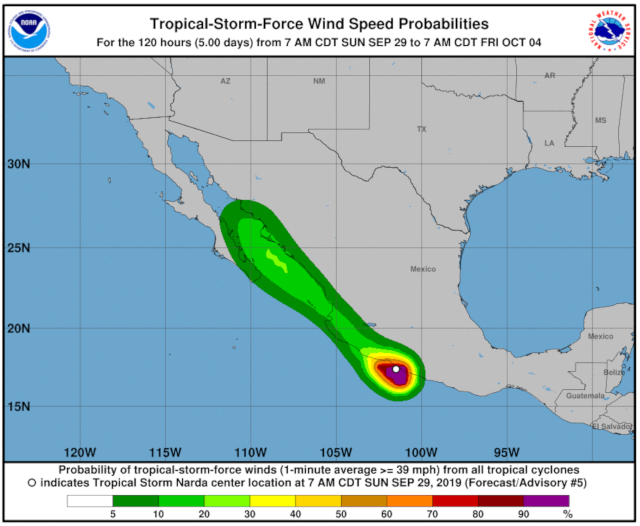 Tropical-Storm-Force Wind Speed Probabilities
For the 120 hours (5.00 days) from 7 AM CDT SUN SEP 29 to 7 AM CDT FRI OCT 04
NOAA
AZ
NM
AR
TX
MS
LA
30N
25N
Mexico
20N
Mexico
Belize
Guatemala
15N
El Salvador
120W
115W
110W
105W
100W
95W
Probability of tropical-storm-force winds (1-minute average >= 39 mph) from all tropical cyclones
indicates Tropical Storm Narda center location at 7 AM CDT SUN SEP 29, 2019 (Forecast/Advisory #5)
5 10 20 30 40 50 60 70 80 90 %